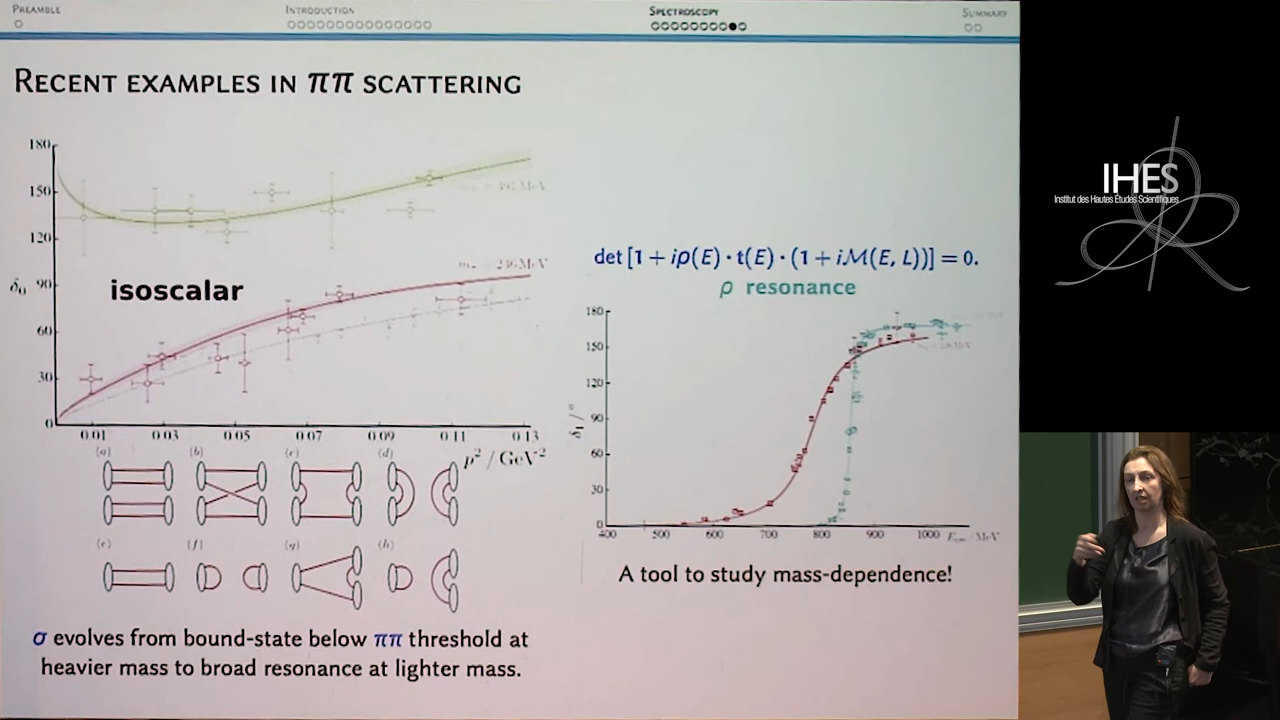 PREAMBLE
INTRODUCTION
SPECTROSCOPY
SUMMARY
RECENT EXAMPLES IN ππ SCATTERING
180
150
120
90
60
30
0
δ₀
isoscalar
0.01 0.03 0.05 0.07 0.09 0.11 0.13
p² / GeV²
(a) (b) (c) (d)
(e) (f) (g) (h)
σ evolves from bound-state below ππ threshold at
heavier mass to broad resonance at lighter mass.
det [1 + iρ(E) · t(E) · (1 + iM(E, L))] = 0.
ρ resonance
180
150
120
90
60
30
0
δ₁ / °
400 500 600 700 800 900 1000
A tool to study mass-dependence!
IHES
Institut des Hautes Études Scientifiques